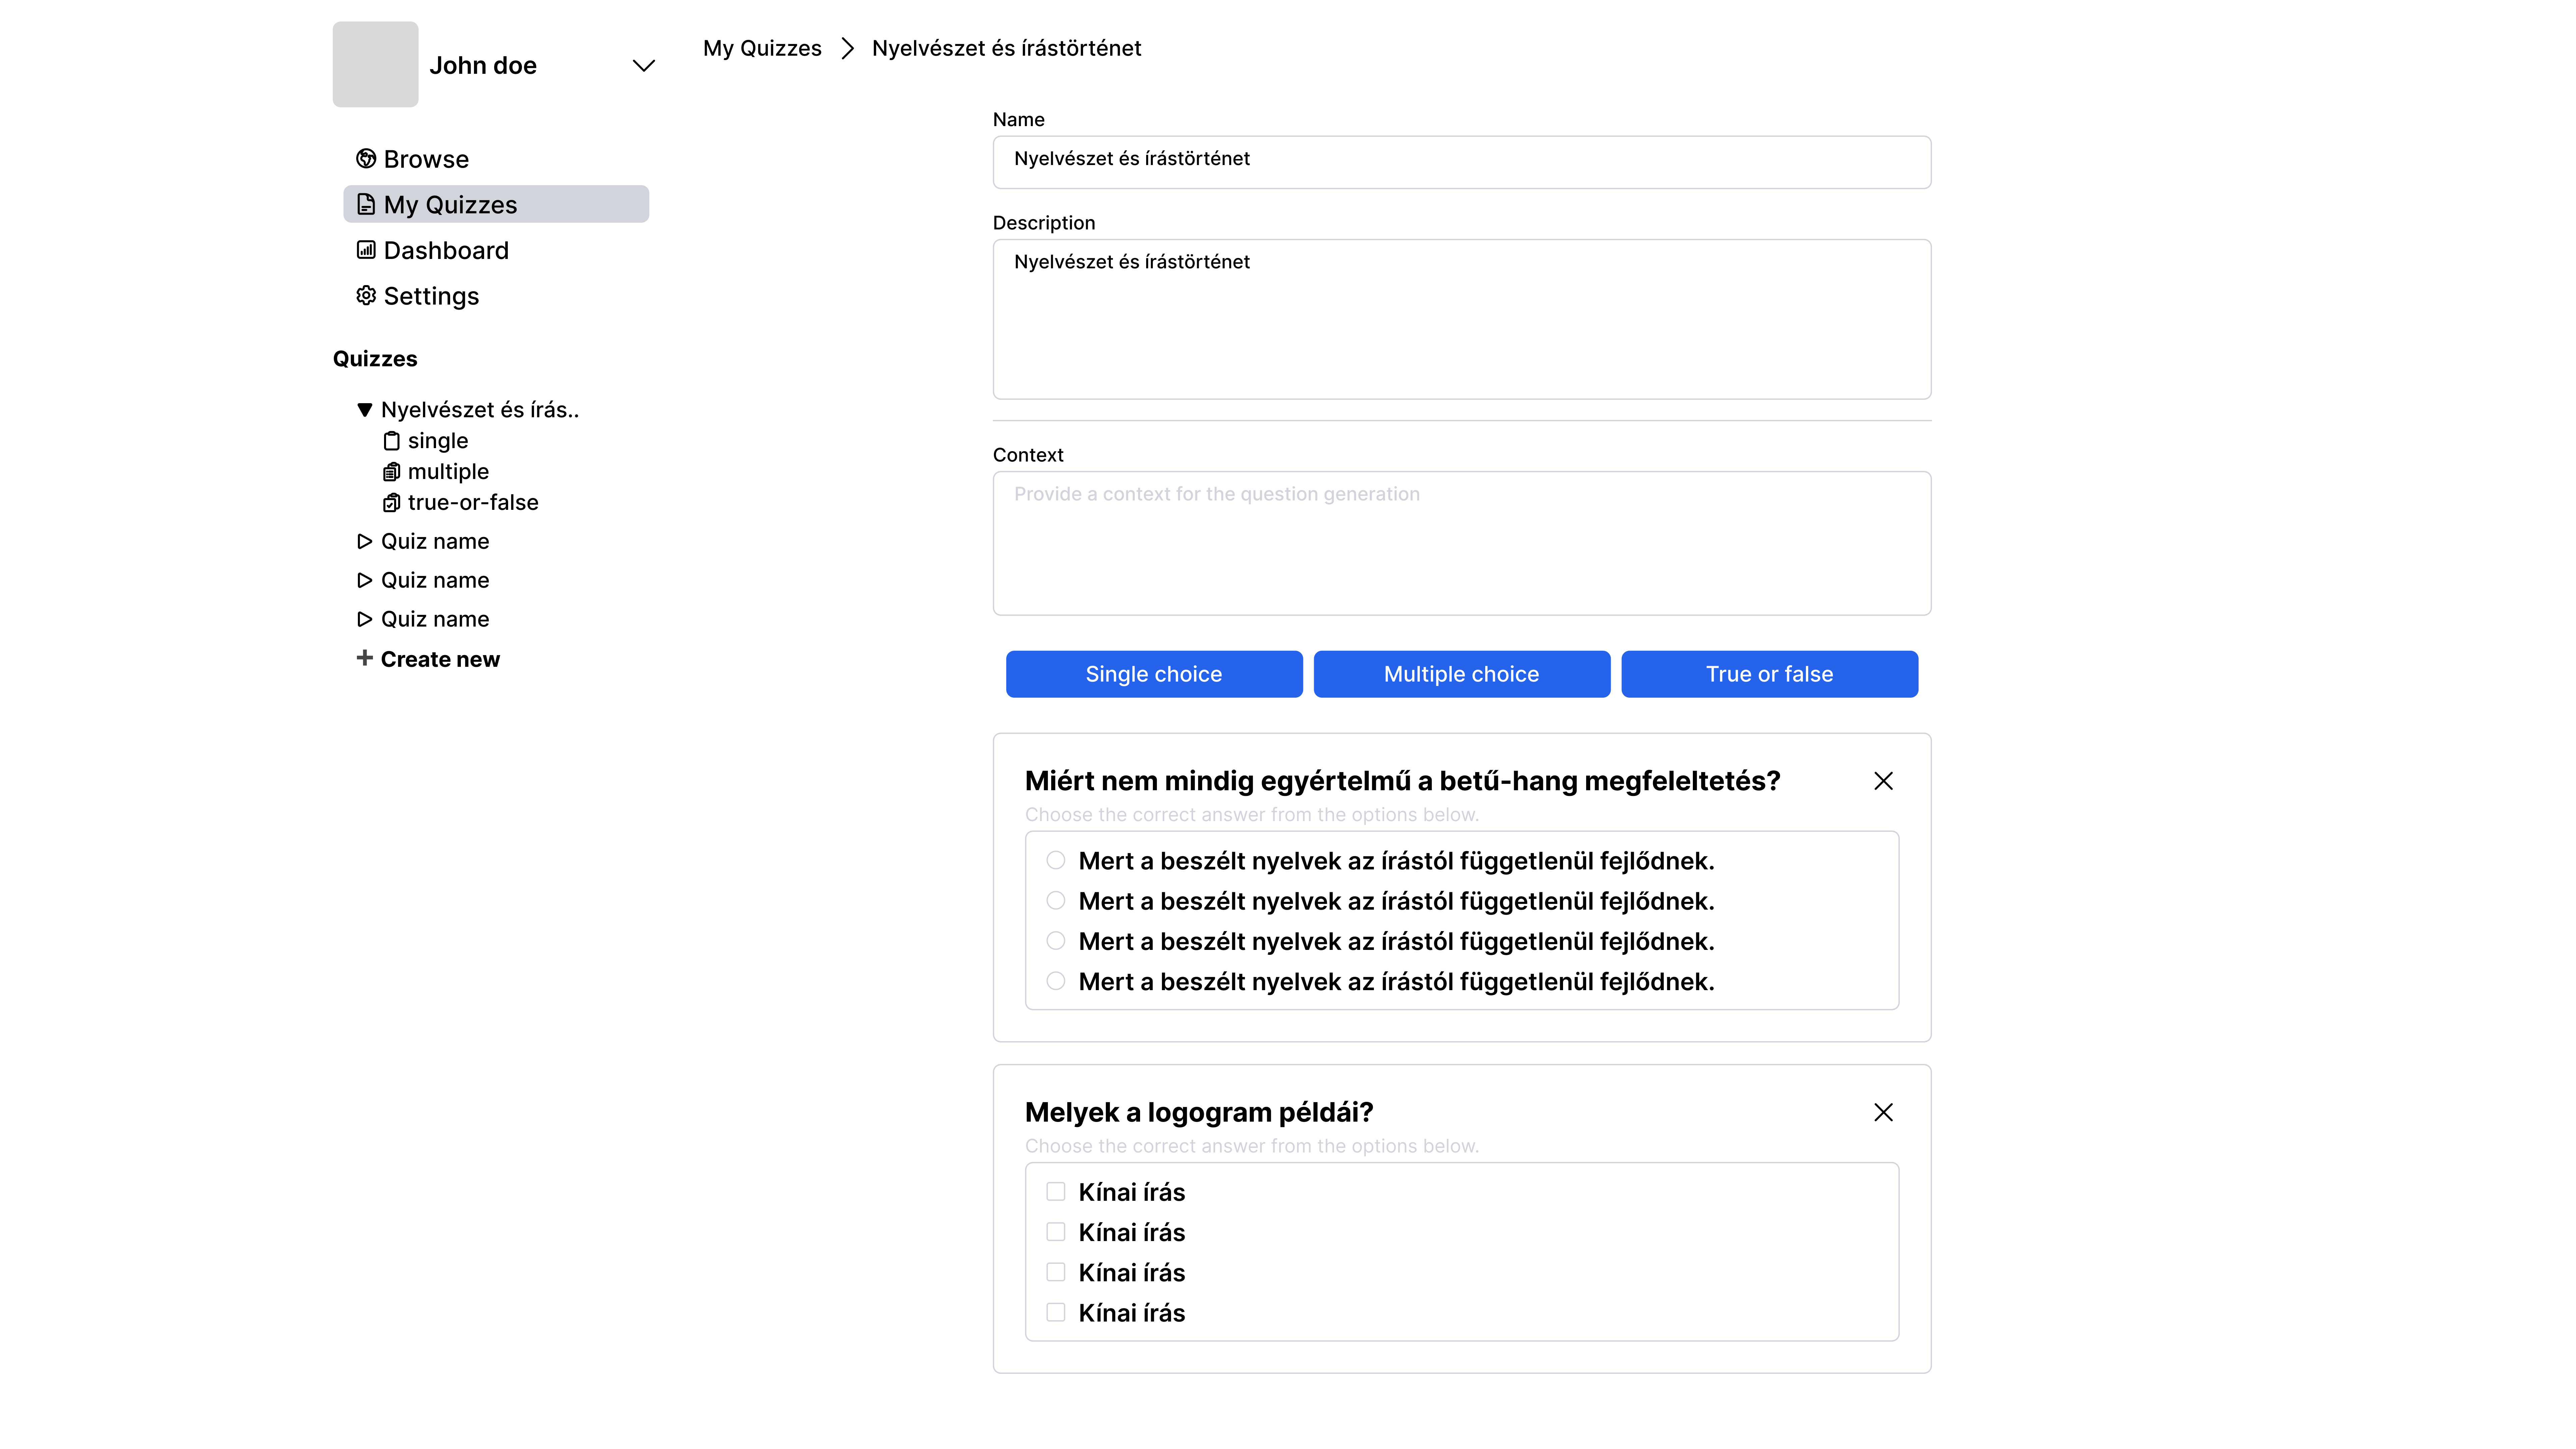 John doe
Browse
My Quizzes
Dashboard
Settings
Quizzes
Nyelvészet és írás..
single
multiple
true-or-false
Quiz name
Quiz name
Quiz name
Create new
My Quizzes
Nyelvészet és írástörténet
Name
Nyelvészet és írástörténet
Description
Nyelvészet és írástörténet
Context
Provide a context for the question generation
Single choice
Multiple choice
True or false
Miért nem mindig egyértelmű a betű-hang megfeleltetés?
Choose the correct answer from the options below.
Mert a beszélt nyelvek az írástól függetlenül fejlődnek.
Mert a beszélt nyelvek az írástól függetlenül fejlődnek.
Mert a beszélt nyelvek az írástól függetlenül fejlődnek.
Mert a beszélt nyelvek az írástól függetlenül fejlődnek.
Melyek a logogram példái?
Choose the correct answer from the options below.
Kínai írás
Kínai írás
Kínai írás
Kínai írás